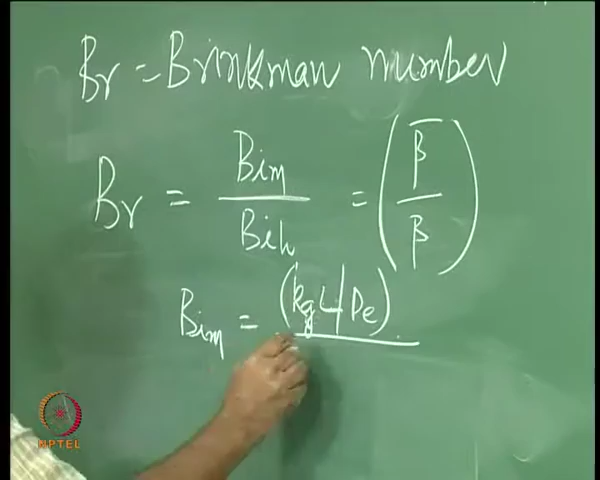 Br = Brinkman number
Br = Bim / Bih = ( β̅ / β )
Bim = (kg L/De)
NPTEL